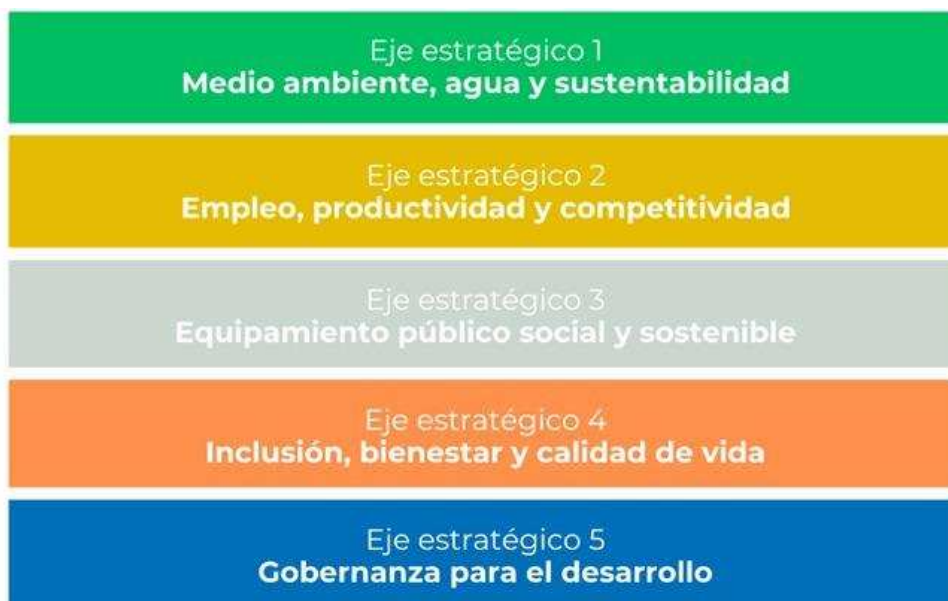 Eje estratégico 1
Medio ambiente, agua y sustentabilidad
Eje estratégico 2
Empleo, productividad y competitividad
Eje estratégico 3
Equipamiento público social y sostenible
Eje estratégico 4
Inclusión, bienestar y calidad de vida
Eje estratégico 5
Gobernanza para el desarrollo